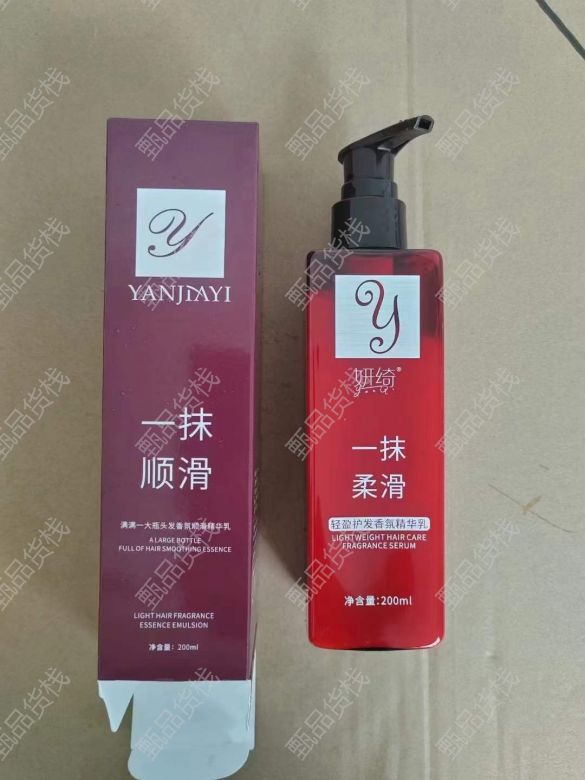 Y
YANJIAYI
一抹
顺滑
满满一大瓶头发香氛顺滑精华乳
A LARGE BOTTLE
FULL OF HAIR SMOOTHING ESSENCE
LIGHT HAIR FRAGRANCE
ESSENCE EMULSION
净含量：200ml
Y
妍绮®
一抹
柔滑
轻盈护发香氛精华乳
LIGHTWEIGHT HAIR CARE
FRAGRANCE SERUM
净含量:200ml
甄品货栈